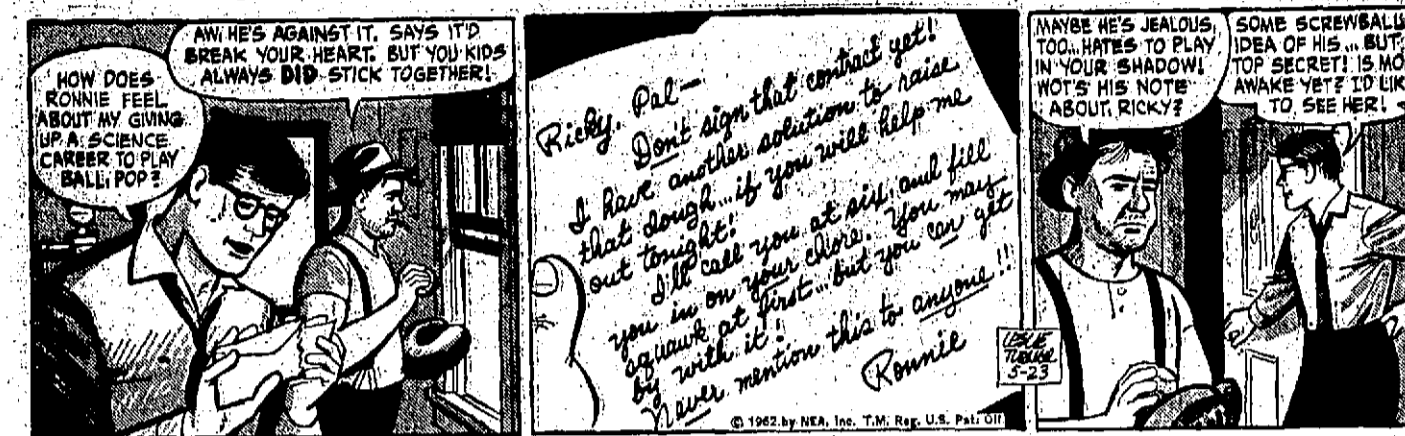 HOW DOES
RONNIE FEEL
ABOUT MY GIVING
UP A SCIENCE
CAREER TO PLAY
BALL, POP?
AW, HE'S AGAINST IT. SAYS IT'D
BREAK YOUR HEART. BUT YOU KIDS
ALWAYS DID STICK TOGETHER!
Ricky, Pal—
Don't sign that contract yet!
I have another solution to raise
that dough... if you will help me
out tonight!
I'll call you at six, and fill
you in on your chore. You may
squawk at first... but you can get
by with it!
Never mention this to anyone!!
Ronnie
© 1962 by NEA, Inc. T.M. Reg. U.S. Pat. Off.
MAYBE HE'S JEALOUS,
TOO... HATES TO PLAY
IN YOUR SHADOW!
WOT'S HIS NOTE
ABOUT, RICKY?
SOME SCREWBALL
IDEA OF HIS... BUT
TOP SECRET! IS
AWAKE YET? I'D
TO SEE HER!
LESLIE
TURNER
5-23